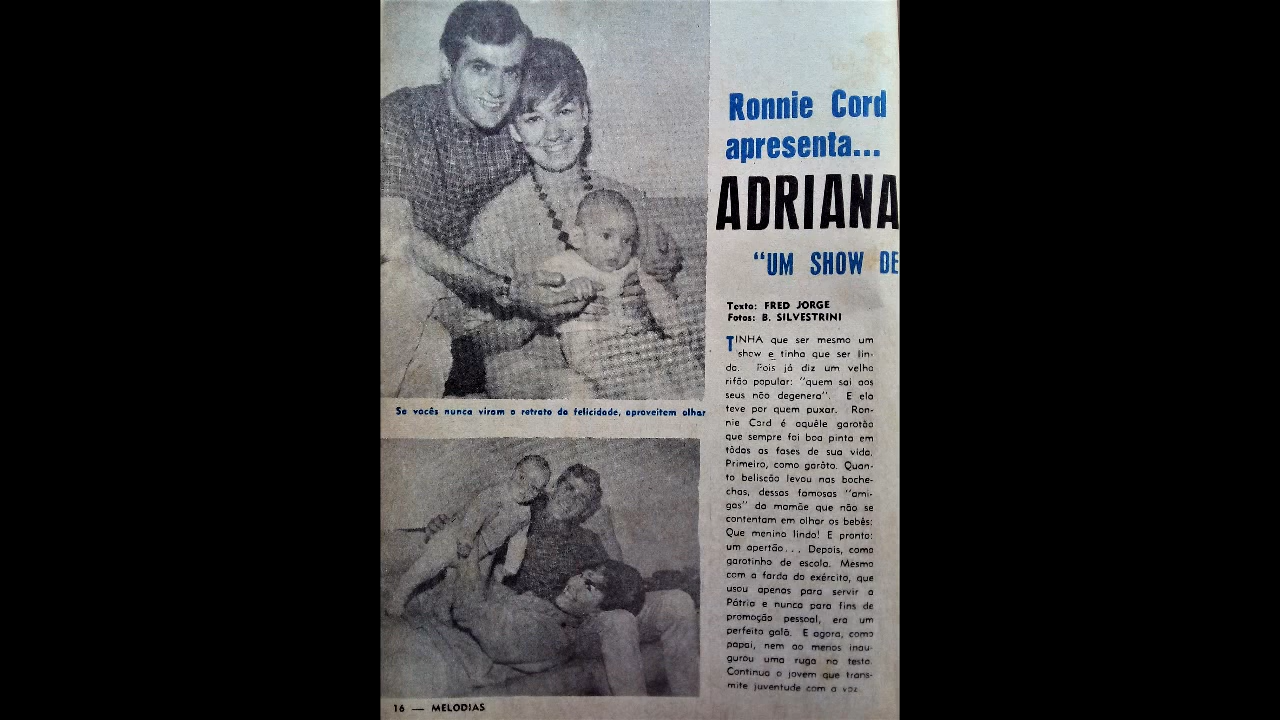 Ronnie Cord
apresenta...
ADRIANA
"UM SHOW DE
Texto: FRED JORGE
Fotos: B. SILVESTRINI
TINHA que ser mesmo um
show e tinha que ser lin-
do. Pois já diz um velho
rifão popular: "quem sai aos
seus não degenera". E ela
teve por quem puxar. Ron-
nie Cord é aquêle garotão
que sempre foi boa pinta em
tôdas as fases de sua vida.
Primeiro, como garôto. Quan-
to beliscão levou nas boche-
chas, dessas famosas "ami-
gas" da mamãe que não se
contentam em olhar os bebês:
Que menino lindo! E pronto:
um apertão... Depois, como
garotinho de escola. Mesmo
com a farda do exército, que
usou apenas para servir a
Pátria e nunca para fins de
promoção pessoal, era um
perfeito galã. E agora, como
papai, nem ao menos inau-
gurou uma ruga na testa.
Continua o jovem que trans-
mite juventude com a voz
Se vocês nunca viram o retrato da felicidade, aproveitem olhar
16 — MELODIAS